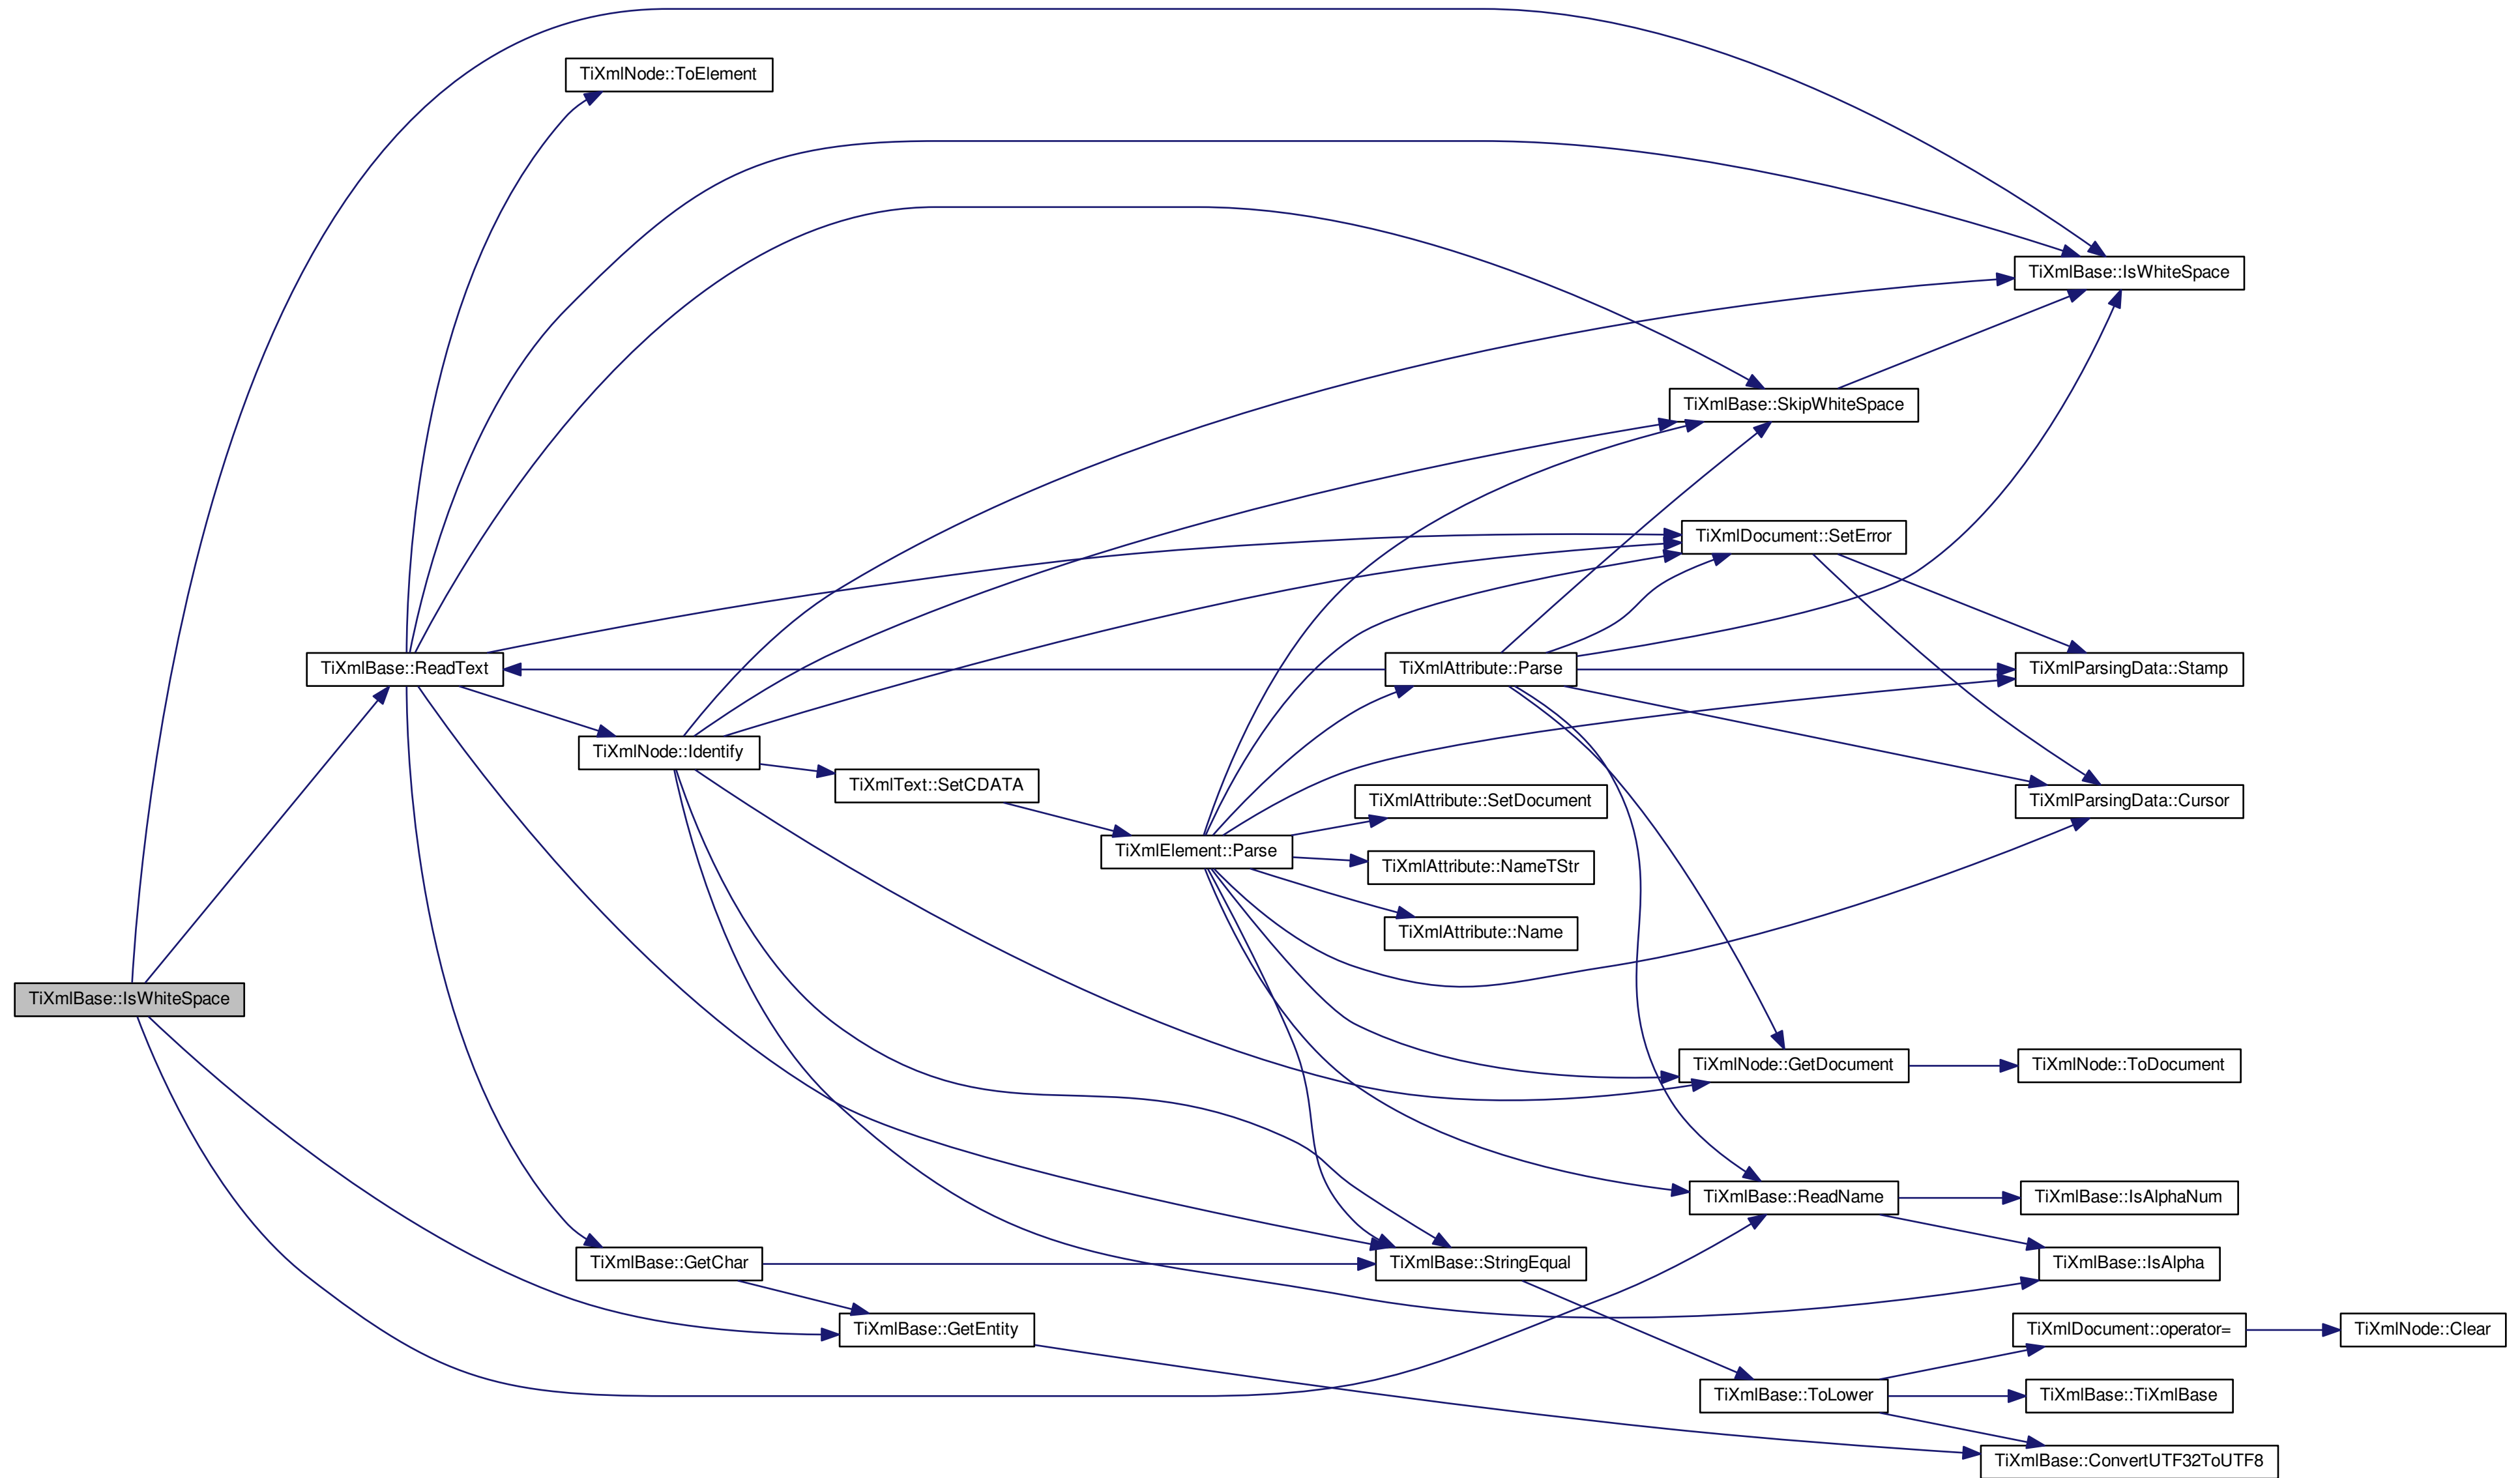 TiXmlNode::ToElement
TiXmlBase::IsWhiteSpace
TiXmlBase::SkipWhiteSpace
TiXmlDocument::SetError
TiXmlBase::ReadText
TiXmlAttribute::Parse
TiXmlParsingData::Stamp
TiXmlNode::Identify
TiXmlText::SetCDATA
TiXmlAttribute::SetDocument
TiXmlParsingData::Cursor
TiXmlElement::Parse
TiXmlAttribute::NameTStr
TiXmlAttribute::Name
TiXmlBase::IsWhiteSpace
TiXmlNode::GetDocument
TiXmlNode::ToDocument
TiXmlBase::ReadName
TiXmlBase::IsAlphaNum
TiXmlBase::GetChar
TiXmlBase::StringEqual
TiXmlBase::IsAlpha
TiXmlBase::GetEntity
TiXmlDocument::operator=
TiXmlNode::Clear
TiXmlBase::ToLower
TiXmlBase::TiXmlBase
TiXmlBase::ConvertUTF32ToUTF8